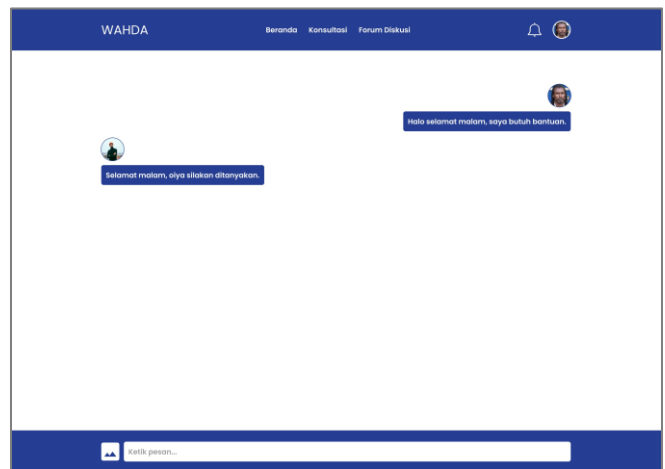 WAHDA
Beranda Konsultasi Forum Diskusi
Halo selamat malam, saya butuh bantuan.
Selamat malam, oiya silakan ditanyakan.
Ketik pesan...